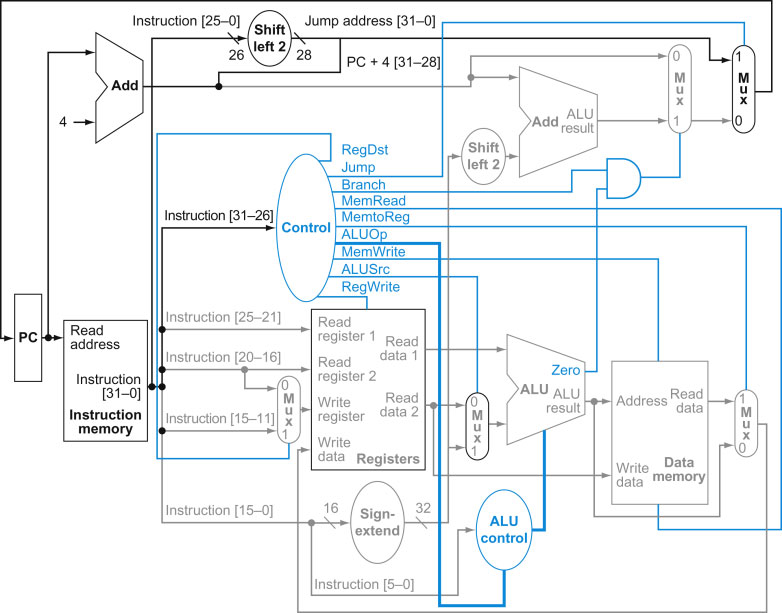 Instruction [25–0]
Jump address [31–0]
Shift
left 2
26
28
PC + 4 [31–28]
Add
4
0
M
u
x
1
1
M
u
x
0
Add
ALU
result
Shift
left 2
RegDst
Jump
Branch
MemRead
MemtoReg
ALUOp
MemWrite
ALUSrc
RegWrite
Control
Instruction [31–26]
PC
Read
address
Instruction
[31–0]
Instruction
memory
Instruction [25–21]
Instruction [20–16]
Instruction [15–11]
0
M
u
x
1
Read
register 1
Read
register 2
Write
register
Write
data
Read
data 1
Read
data 2
Registers
0
M
u
x
1
Zero
ALU
ALU
result
Address
Read
data
Write
data
Data
memory
1
M
u
x
0
Instruction [15–0]
16
Sign-
extend
32
ALU
control
Instruction [5–0]